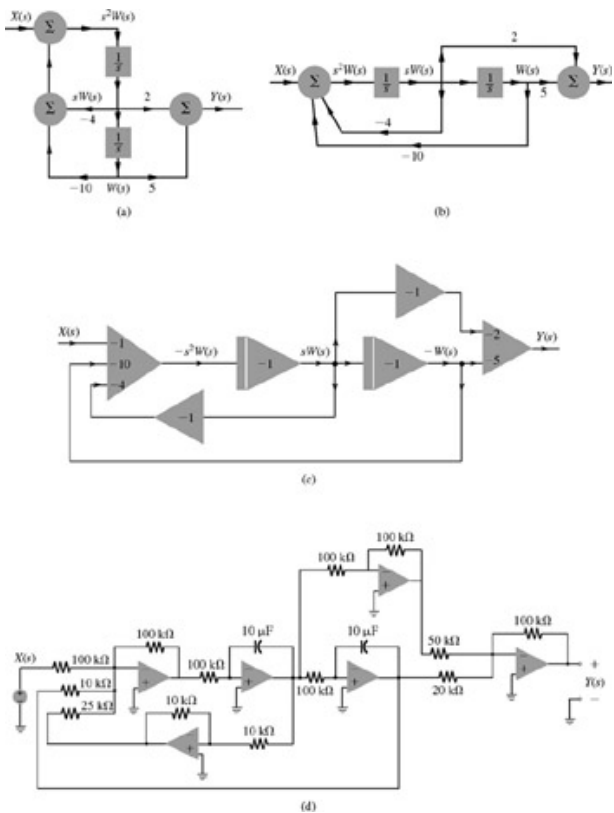 X(s) Σ s²W(s)
1/s
Σ sW(s) 2 Σ Y(s)
−4
1/s
−10 W(s) 5
(a)
2
X(s) Σ s²W(s) 1/s sW(s) 1/s W(s) Σ Y(s)
5
−4
−10
(b)
−1
X(s) −1 −s²W(s) sW(s) −W(s) −2 Y(s)
−10 −1 −1 −5
−4
−1
(c)
100 kΩ
100 kΩ −
+
100 kΩ 10 μF 10 μF 100 kΩ
50 kΩ
X(s) 100 kΩ 100 kΩ − +
10 kΩ + + 100 kΩ + 20 kΩ + Y(s)
25 kΩ 10 kΩ −
10 kΩ
+
(d)